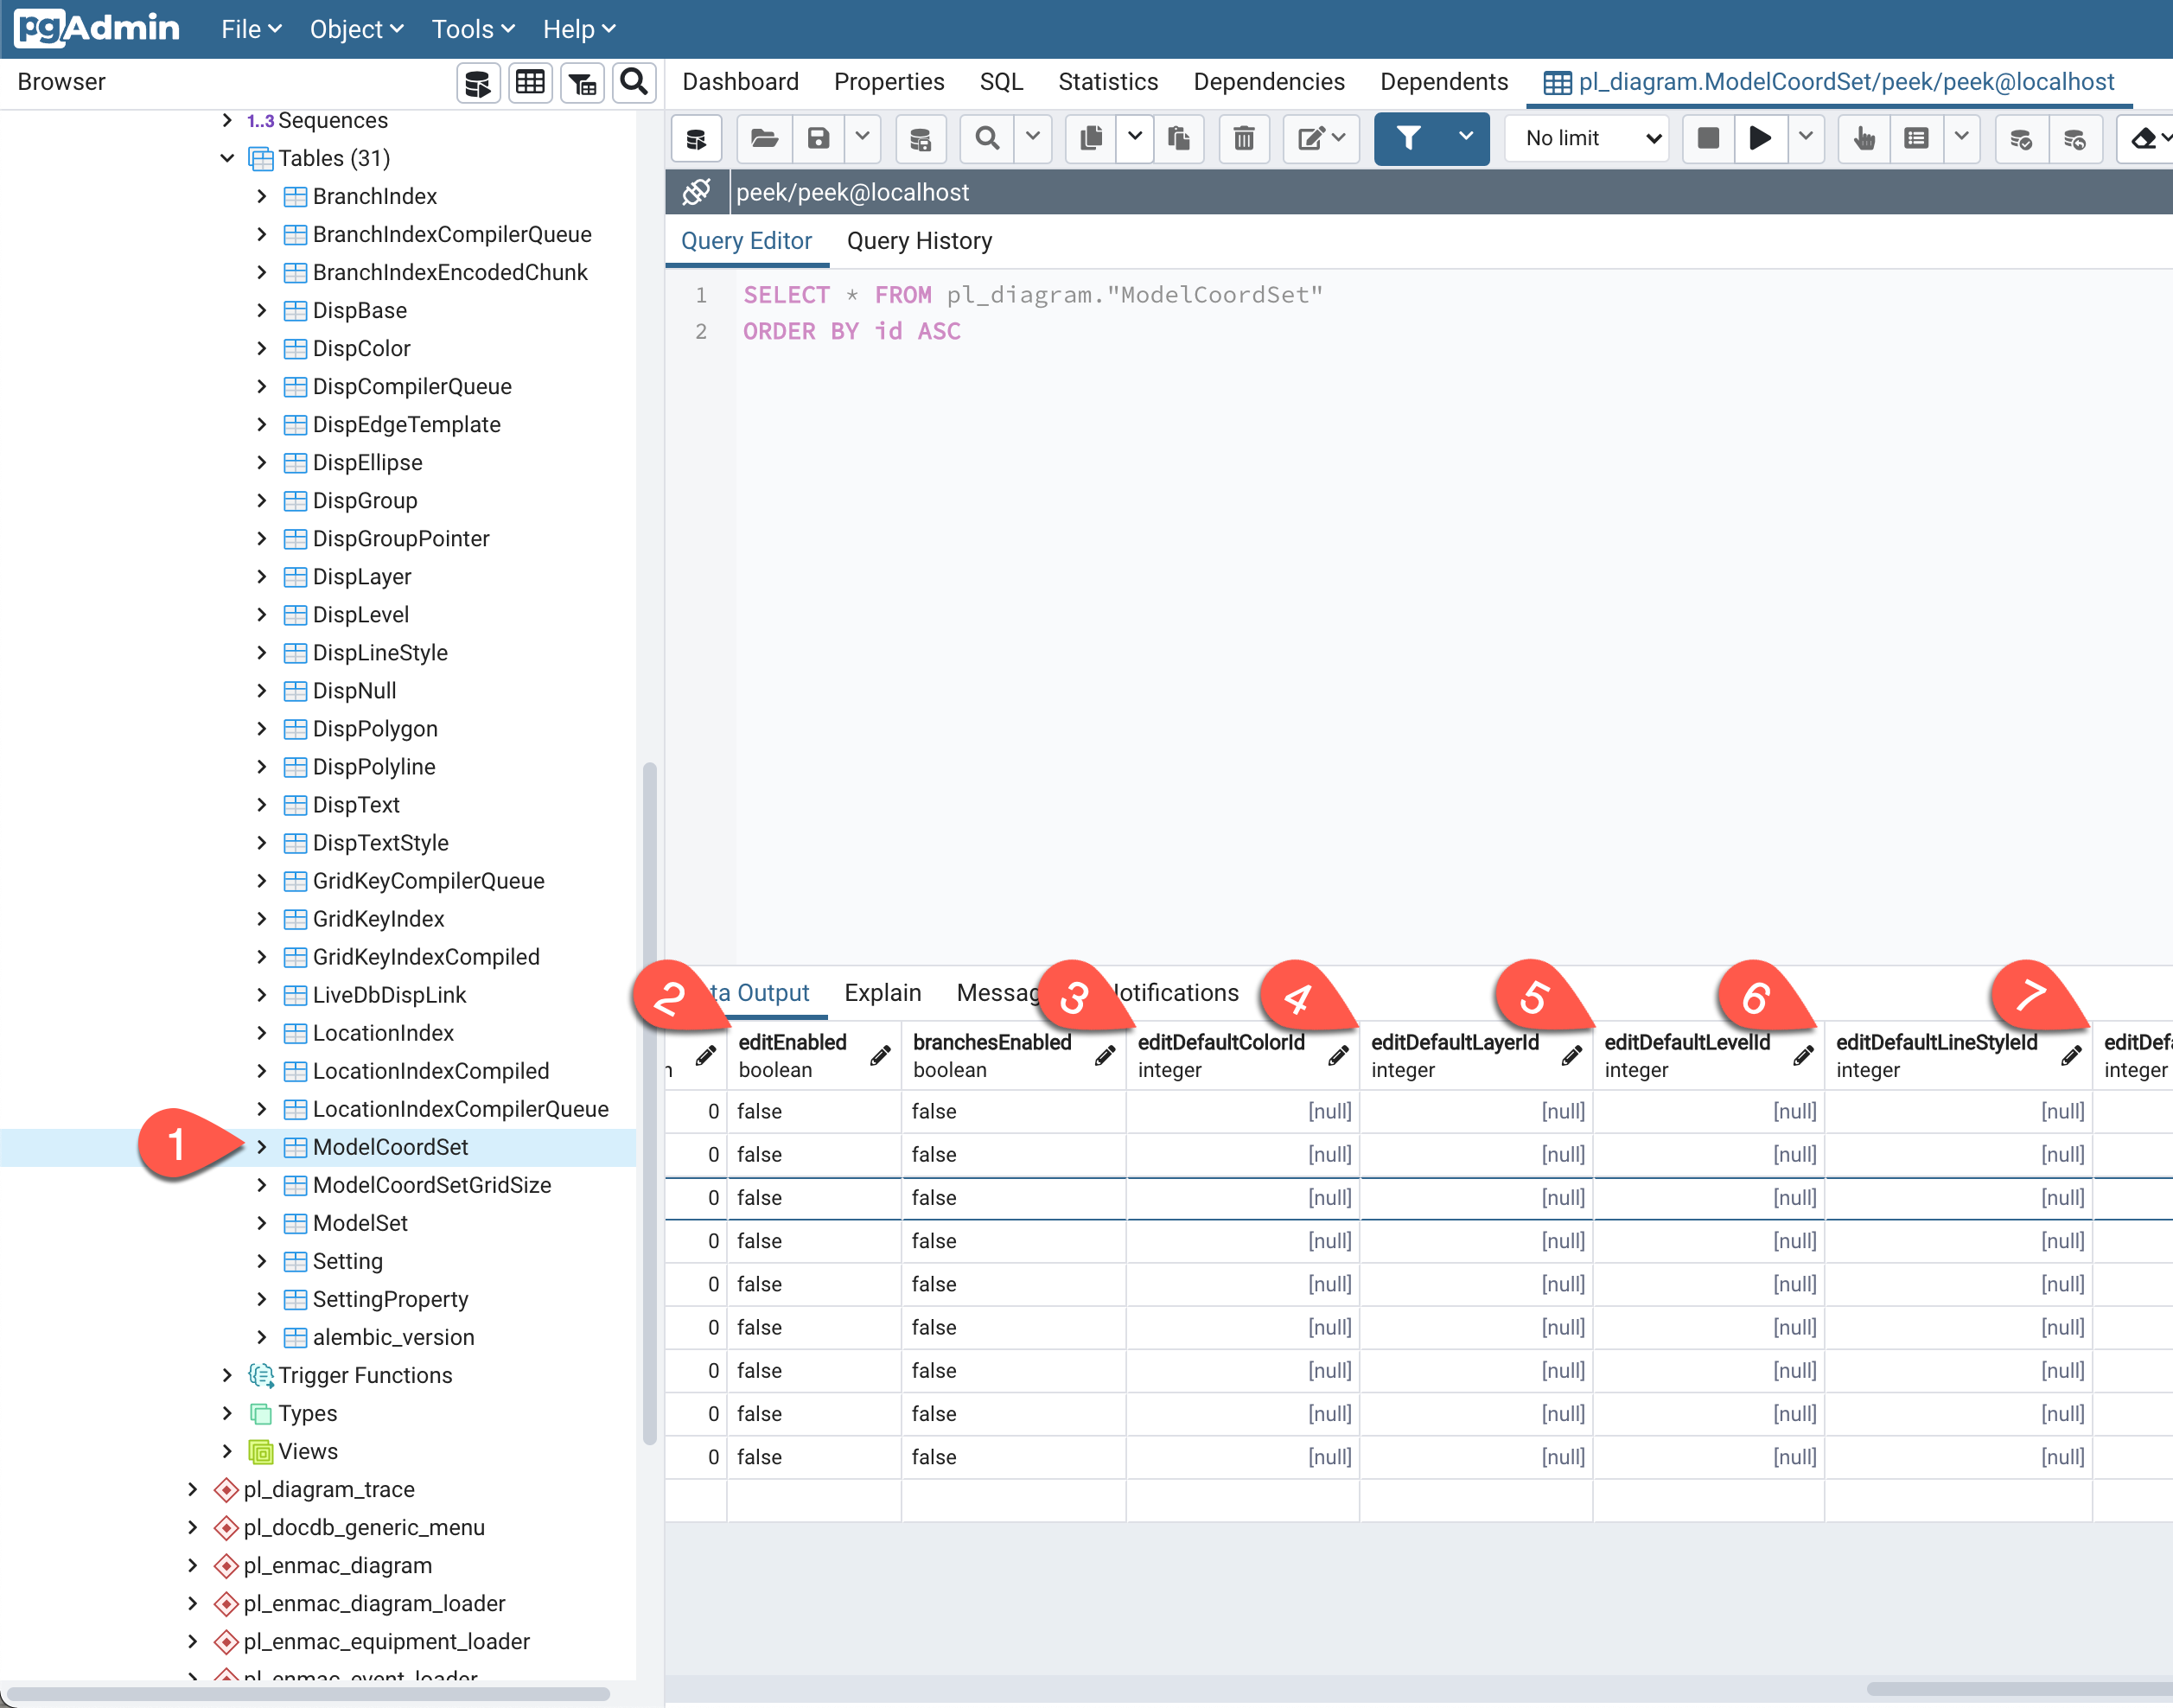 pgAdmin File Object Tools Help
Browser
Dashboard Properties SQL Statistics Dependencies Dependents pl_diagram.ModelCoordSet/peek/peek@localhost
No limit
peek/peek@localhost
Query Editor Query History
1 SELECT * FROM pl_diagram."ModelCoordSet"
2 ORDER BY id ASC
1..3 Sequences
Tables (31)
BranchIndex
BranchIndexCompilerQueue
BranchIndexEncodedChunk
DispBase
DispColor
DispCompilerQueue
DispEdgeTemplate
DispEllipse
DispGroup
DispGroupPointer
DispLayer
DispLevel
DispLineStyle
DispNull
DispPolygon
DispPolyline
DispText
DispTextStyle
GridKeyCompilerQueue
GridKeyIndex
GridKeyIndexCompiled
LiveDbDispLink
LocationIndex
LocationIndexCompiled
LocationIndexCompilerQueue
1 ModelCoordSet
ModelCoordSetGridSize
ModelSet
Setting
SettingProperty
alembic_version
Trigger Functions
Types
Views
pl_diagram_trace
pl_docdb_generic_menu
pl_enmac_diagram
pl_enmac_diagram_loader
pl_enmac_equipment_loader
pl_enmac_event_loader
2 ta Output Explain Messag 3 lotifications 4 5 6 7
editEnabled branchesEnabled editDefaultColorId editDefaultLayerId editDefaultLevelId editDefaultLineStyleId editDef
boolean boolean integer integer integer integer integer
0 false false [null] [null] [null] [null]
0 false false [null] [null] [null] [null]
0 false false [null] [null] [null] [null]
0 false false [null] [null] [null] [null]
0 false false [null] [null] [null] [null]
0 false false [null] [null] [null] [null]
0 false false [null] [null] [null] [null]
0 false false [null] [null] [null] [null]
0 false false [null] [null] [null] [null]